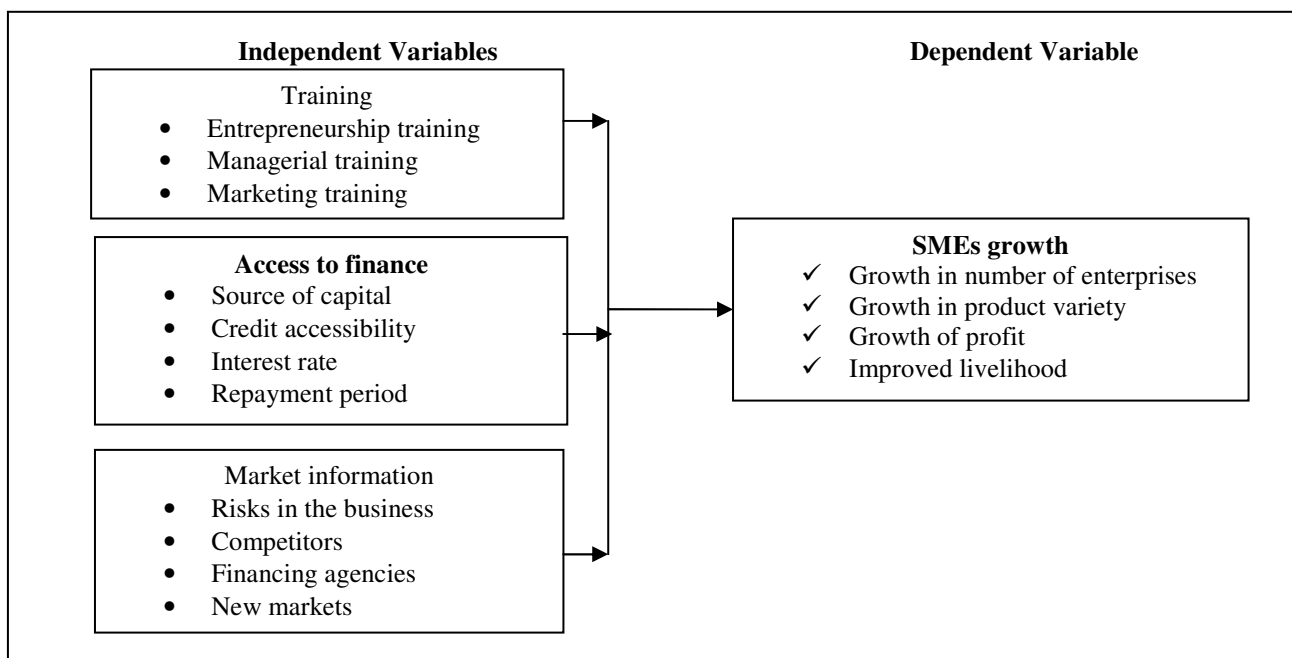 Independent Variables
Dependent Variable
Training
• Entrepreneurship training
• Managerial training
• Marketing training
Access to finance
• Source of capital
• Credit accessibility
• Interest rate
• Repayment period
Market information
• Risks in the business
• Competitors
• Financing agencies
• New markets
SMEs growth
✓ Growth in number of enterprises
✓ Growth in product variety
✓ Growth of profit
✓ Improved livelihood